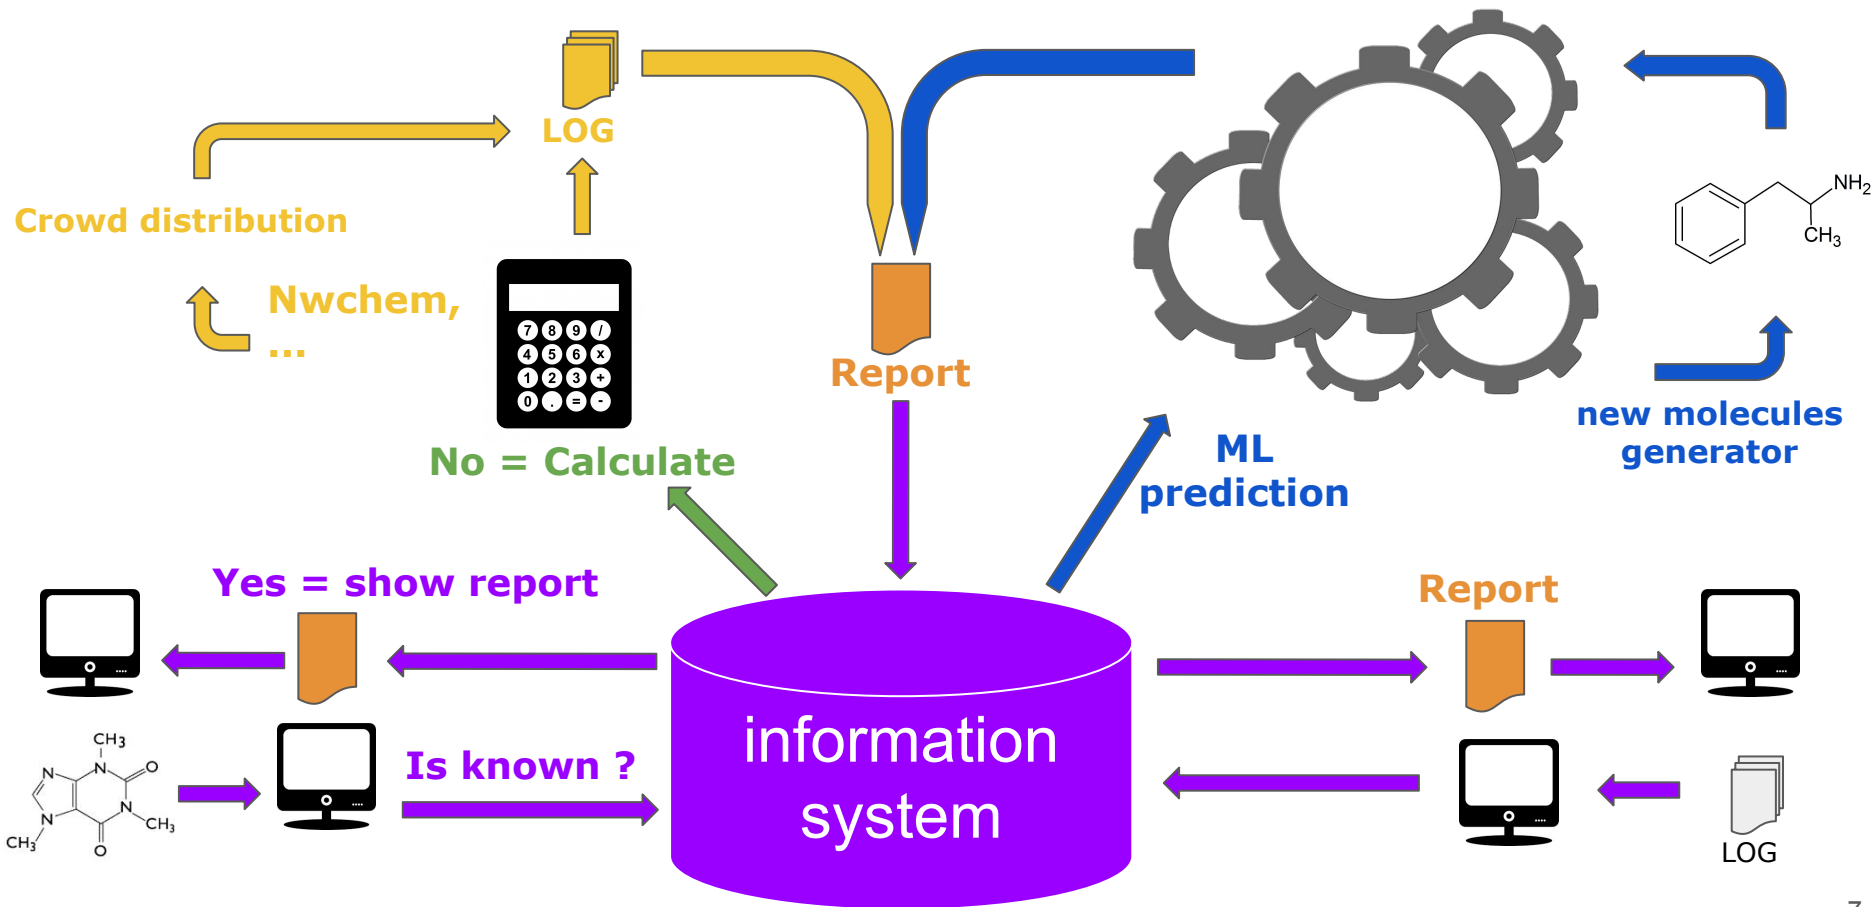 LOG
Crowd distribution
Nwchem,
...
7 8 9 /
4 5 6 x
1 2 3 +
0 . = -
Report
No = Calculate
NH2
CH3
new molecules
generator
ML
prediction
Yes = show report
Is known ?
CH3
N
N
O
N
N
CH3
CH3
O
information
system
Report
LOG